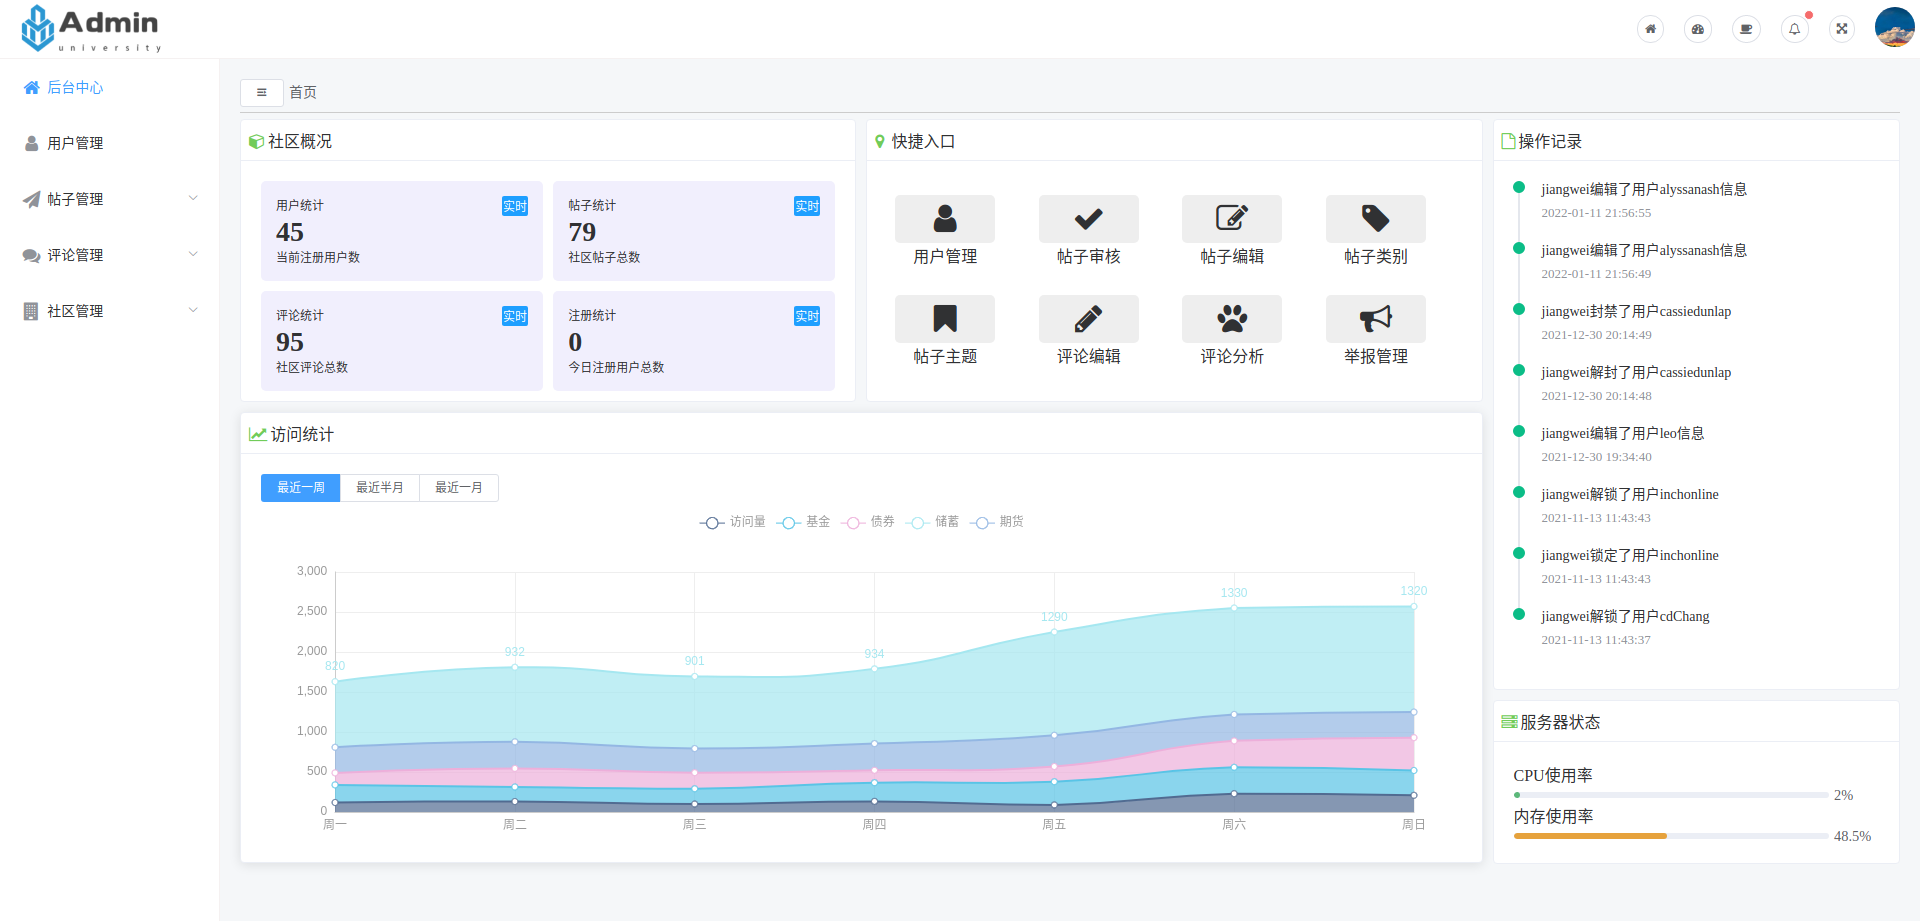 Admin
university
后台中心
用户管理
帖子管理
评论管理
社区管理
首页
社区概况
用户统计 实时
45
当前注册用户数
帖子统计 实时
79
社区帖子总数
评论统计 实时
95
社区评论总数
注册统计 实时
0
今日注册用户总数
快捷入口
用户管理 帖子审核 帖子编辑 帖子类别
帖子主题 评论编辑 评论分析 举报管理
访问统计
最近一周 最近半月 最近一月
访问量 基金 债券 储蓄 期货
3,000
2,500
2,000
1,500
1,000
500
0
820 932 901 934 1290 1330 1320
周一 周二 周三 周四 周五 周六 周日
操作记录
jiangwei编辑了用户alyssanash信息
2022-01-11 21:56:55
jiangwei编辑了用户alyssanash信息
2022-01-11 21:56:49
jiangwei封禁了用户cassiedunlap
2021-12-30 20:14:49
jiangwei解封了用户cassiedunlap
2021-12-30 20:14:48
jiangwei编辑了用户leo信息
2021-12-30 19:34:40
jiangwei解锁了用户inchonline
2021-11-13 11:43:43
jiangwei锁定了用户inchonline
2021-11-13 11:43:43
jiangwei解锁了用户cdChang
2021-11-13 11:43:37
服务器状态
CPU使用率
2%
内存使用率
48.5%